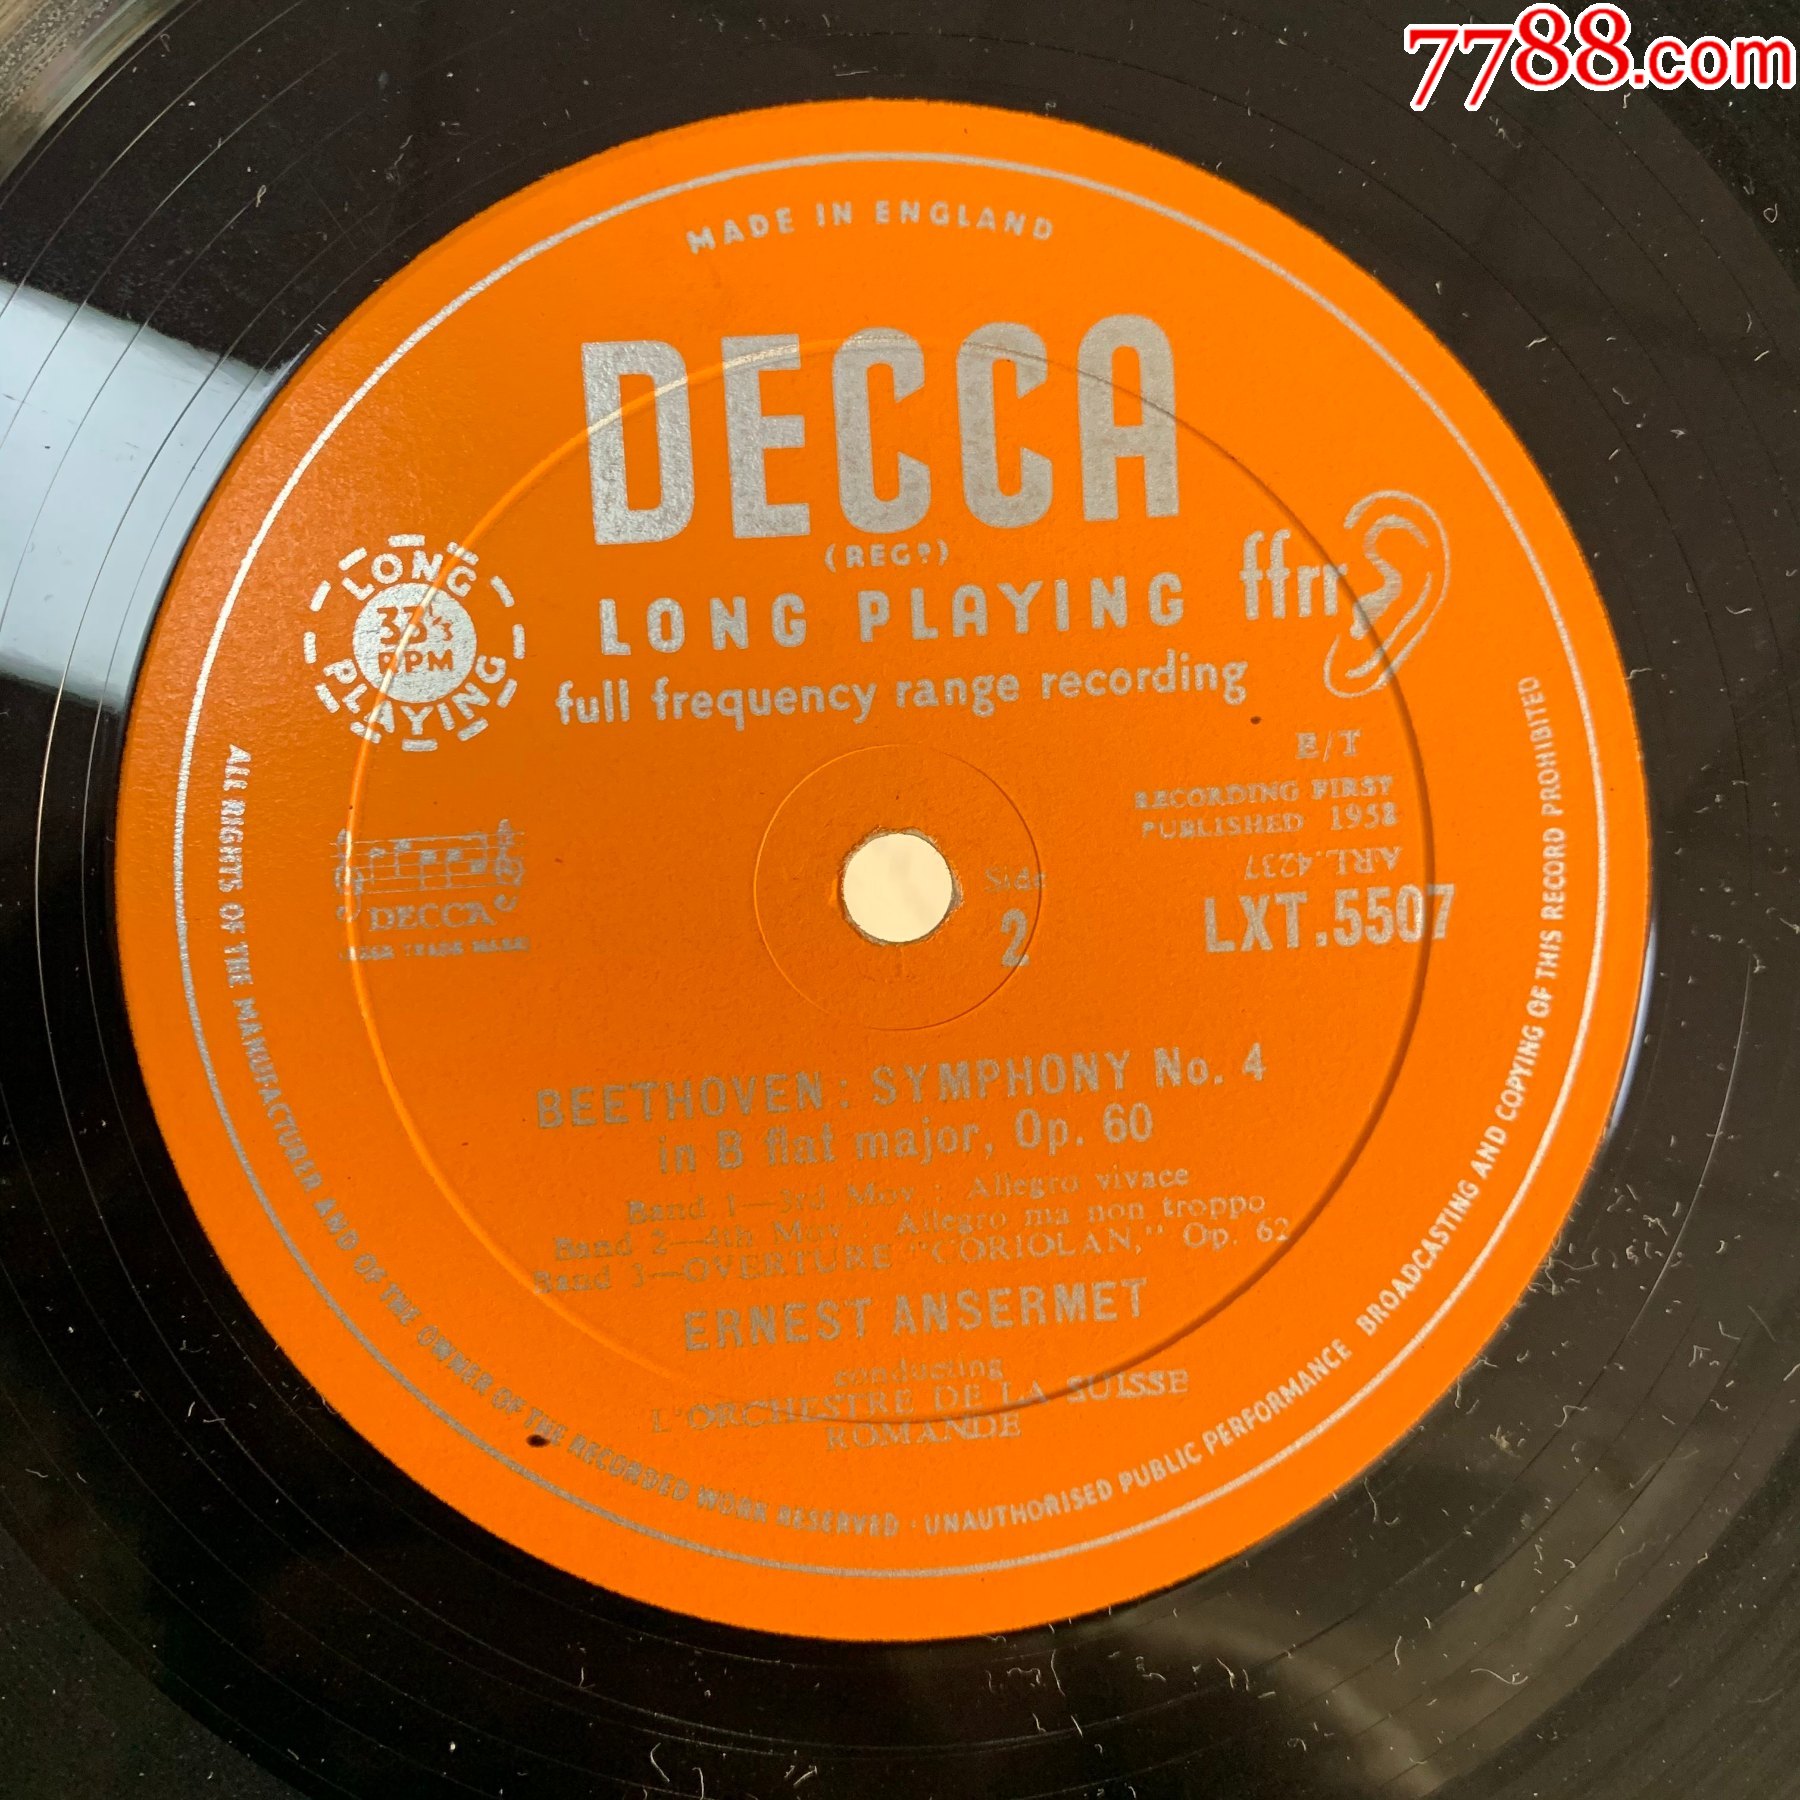 7788.com
MADE IN ENGLAND
DECCA
(REGD.)
LONG PLAYING
full frequency range recording
ffrr
LONG
33⅓
RPM
PLAYING
E/T
RECORDING FIRST
PUBLISHED 1958
ARL.4237
LXT.5507
Side
2
DECCA
TRADE MARK
BEETHOVEN: SYMPHONY No. 4
in B flat major, Op. 60
Band 1—3rd Mov.: Allegro vivace
Band 2—4th Mov.: Allegro ma non troppo
Band 3—OVERTURE "CORIOLAN," Op. 62
ERNEST ANSERMET
conducting
L'ORCHESTRE DE LA SUISSE
ROMANDE
ALL RIGHTS OF THE MANUFACTURER AND OF THE OWNER OF THE RECORDED WORK RESERVED · UNAUTHORISED PUBLIC PERFORMANCE BROADCASTING AND COPYING OF THIS RECORD PROHIBITED